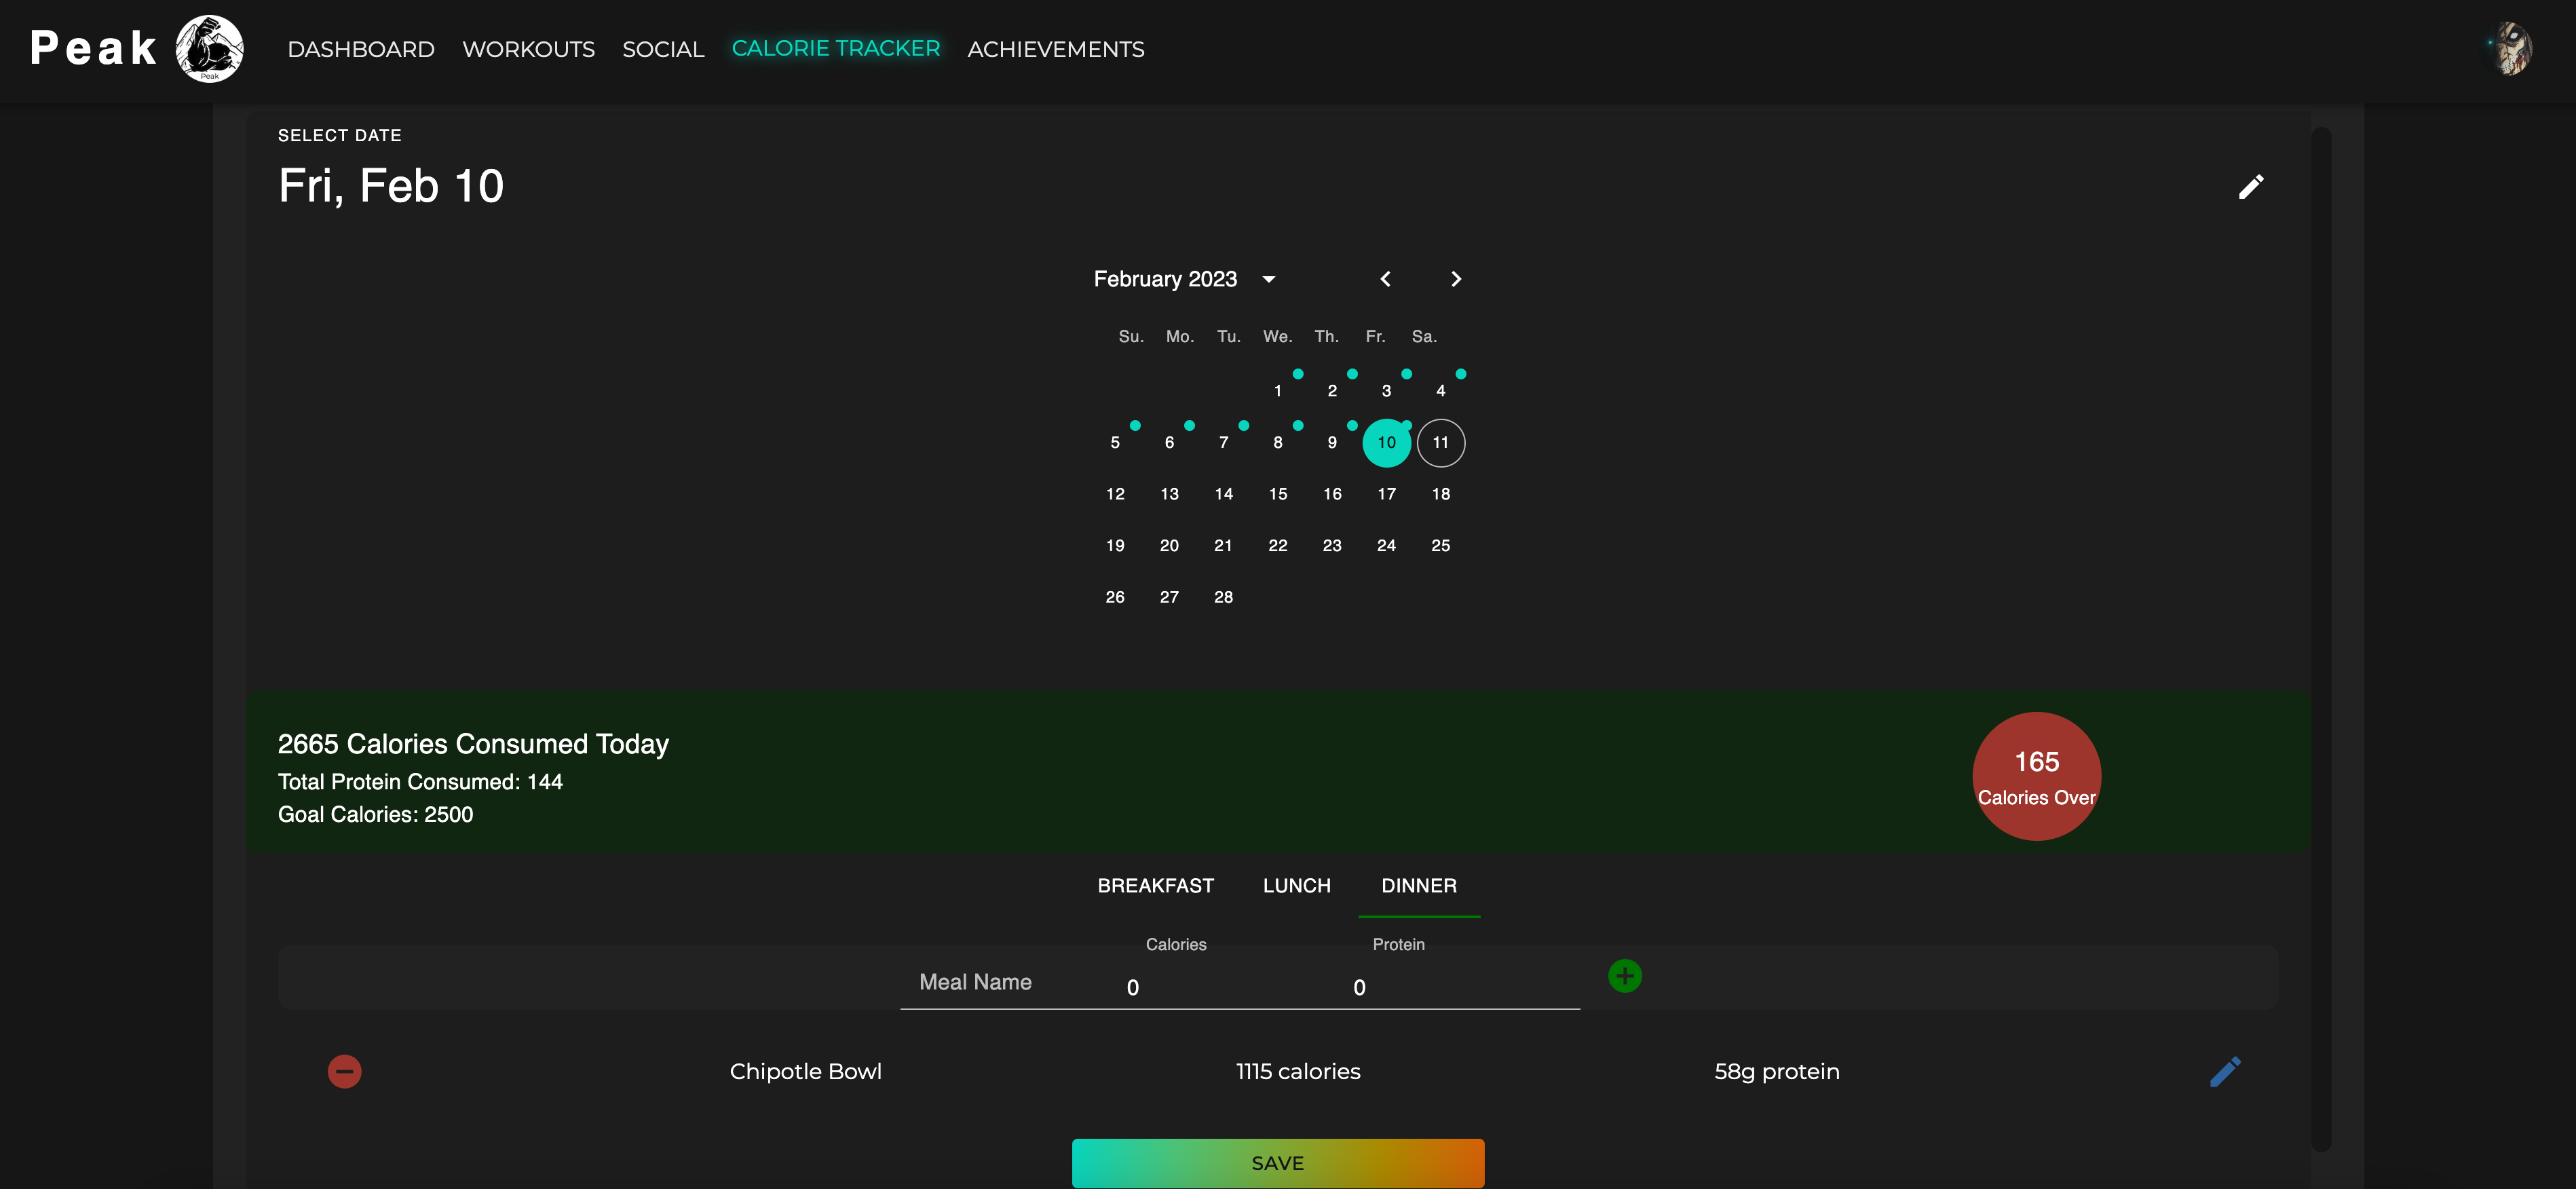 Peak
Peak
DASHBOARD WORKOUTS SOCIAL CALORIE TRACKER ACHIEVEMENTS
SELECT DATE
Fri, Feb 10
February 2023
Su. Mo. Tu. We. Th. Fr. Sa.
1 2 3 4
5 6 7 8 9 10 11
12 13 14 15 16 17 18
19 20 21 22 23 24 25
26 27 28
2665 Calories Consumed Today
Total Protein Consumed: 144
Goal Calories: 2500
165
Calories Over
BREAKFAST LUNCH DINNER
Calories Protein
Meal Name 0 0
Chipotle Bowl 1115 calories 58g protein
SAVE